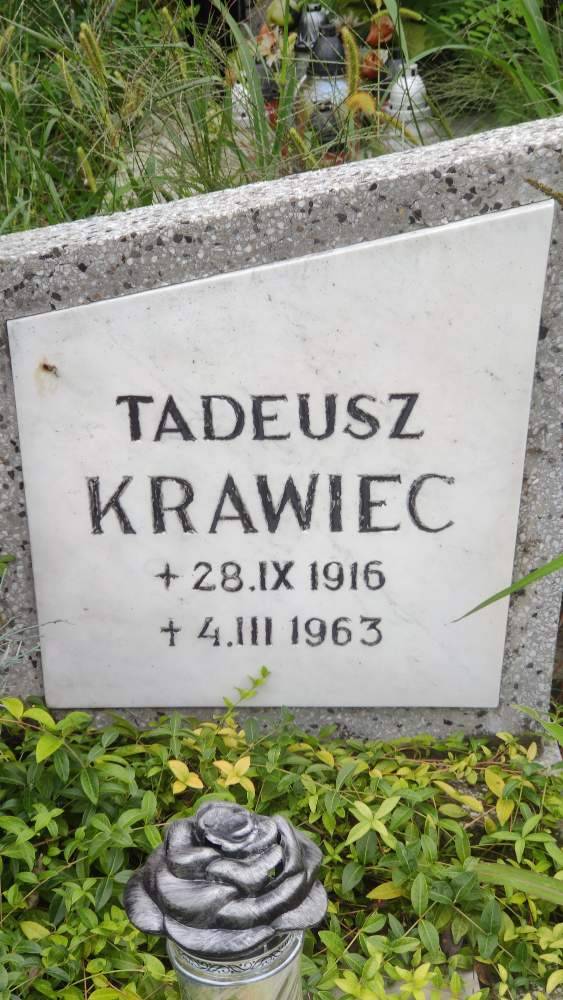 TADEUSZ
KRAWIEC
+ 28.IX 1916
† 4.III 1963